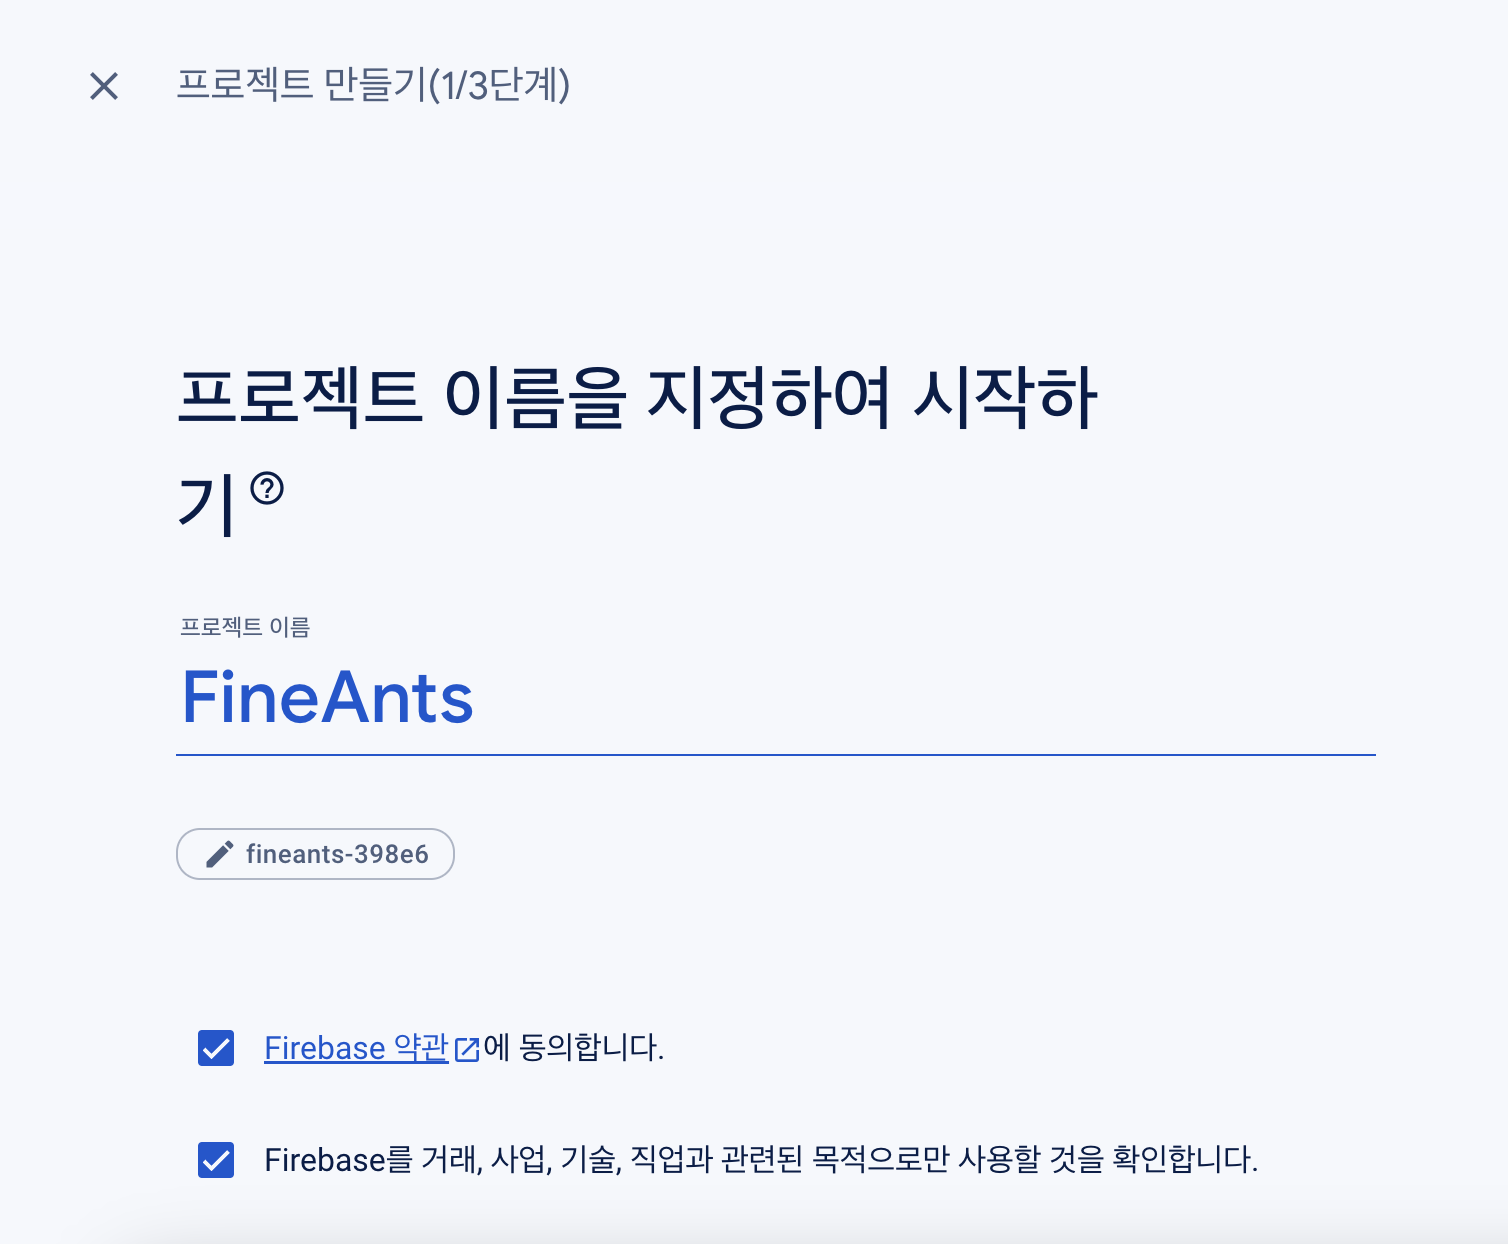 프로젝트 만들기(1/3단계)
프로젝트 이름을 지정하여 시작하
기
프로젝트 이름
FineAnts
fineants-398e6
Firebase 약관에 동의합니다.
Firebase를 거래, 사업, 기술, 직업과 관련된 목적으로만 사용할 것을 확인합니다.